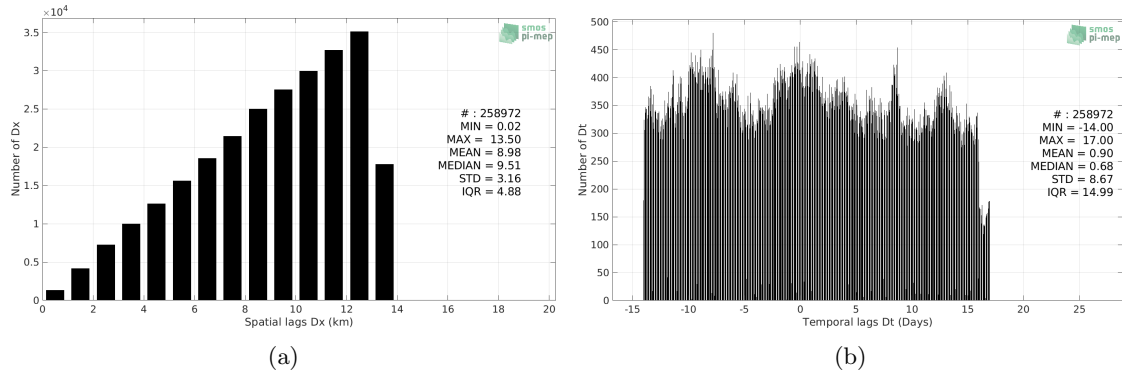 ×10⁴
3.5
3
2.5
2
1.5
1
0.5
0
Number of Dx
0 2 4 6 8 10 12 14 16 18 20
Spatial lags Dx (km)
smos
pi-mep
# : 258972
MIN = 0.02
MAX = 13.50
MEAN = 8.98
MEDIAN = 9.51
STD = 3.16
IQR = 4.88
(a)
500
450
400
350
300
250
200
150
100
50
0
Number of Dt
-15 -10 -5 0 5 10 15 20 25
Temporal lags Dt (Days)
smos
pi-mep
# : 258972
MIN = -14.00
MAX = 17.00
MEAN = 0.90
MEDIAN = 0.68
STD = 8.67
IQR = 14.99
(b)